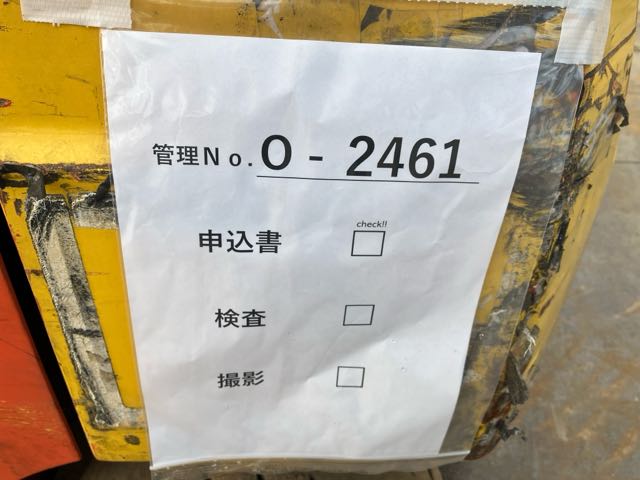 管理No. O - 2461
check!!
申込書 □
検査 □
撮影 □